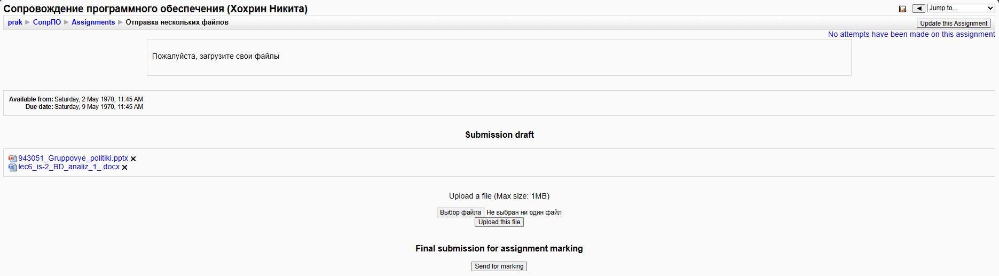 Сопровождение программного обеспечения (Хохрин Никита)
Jump to...
prak ► СопрПО ► Assignments ► Отправка нескольких файлов
Update this Assignment
No attempts have been made on this assignment
Пожалуйста, загрузите свои файлы
Available from: Saturday, 2 May 1970, 11:45 AM
Due date: Saturday, 9 May 1970, 11:45 AM
Submission draft
943051_Gruppovye_politiki.pptx
lec6_is-2_BD_analiz_1_.docx
Upload a file (Max size: 1MB)
Выбор файла Не выбран ни один файл
Upload this file
Final submission for assignment marking
Send for marking